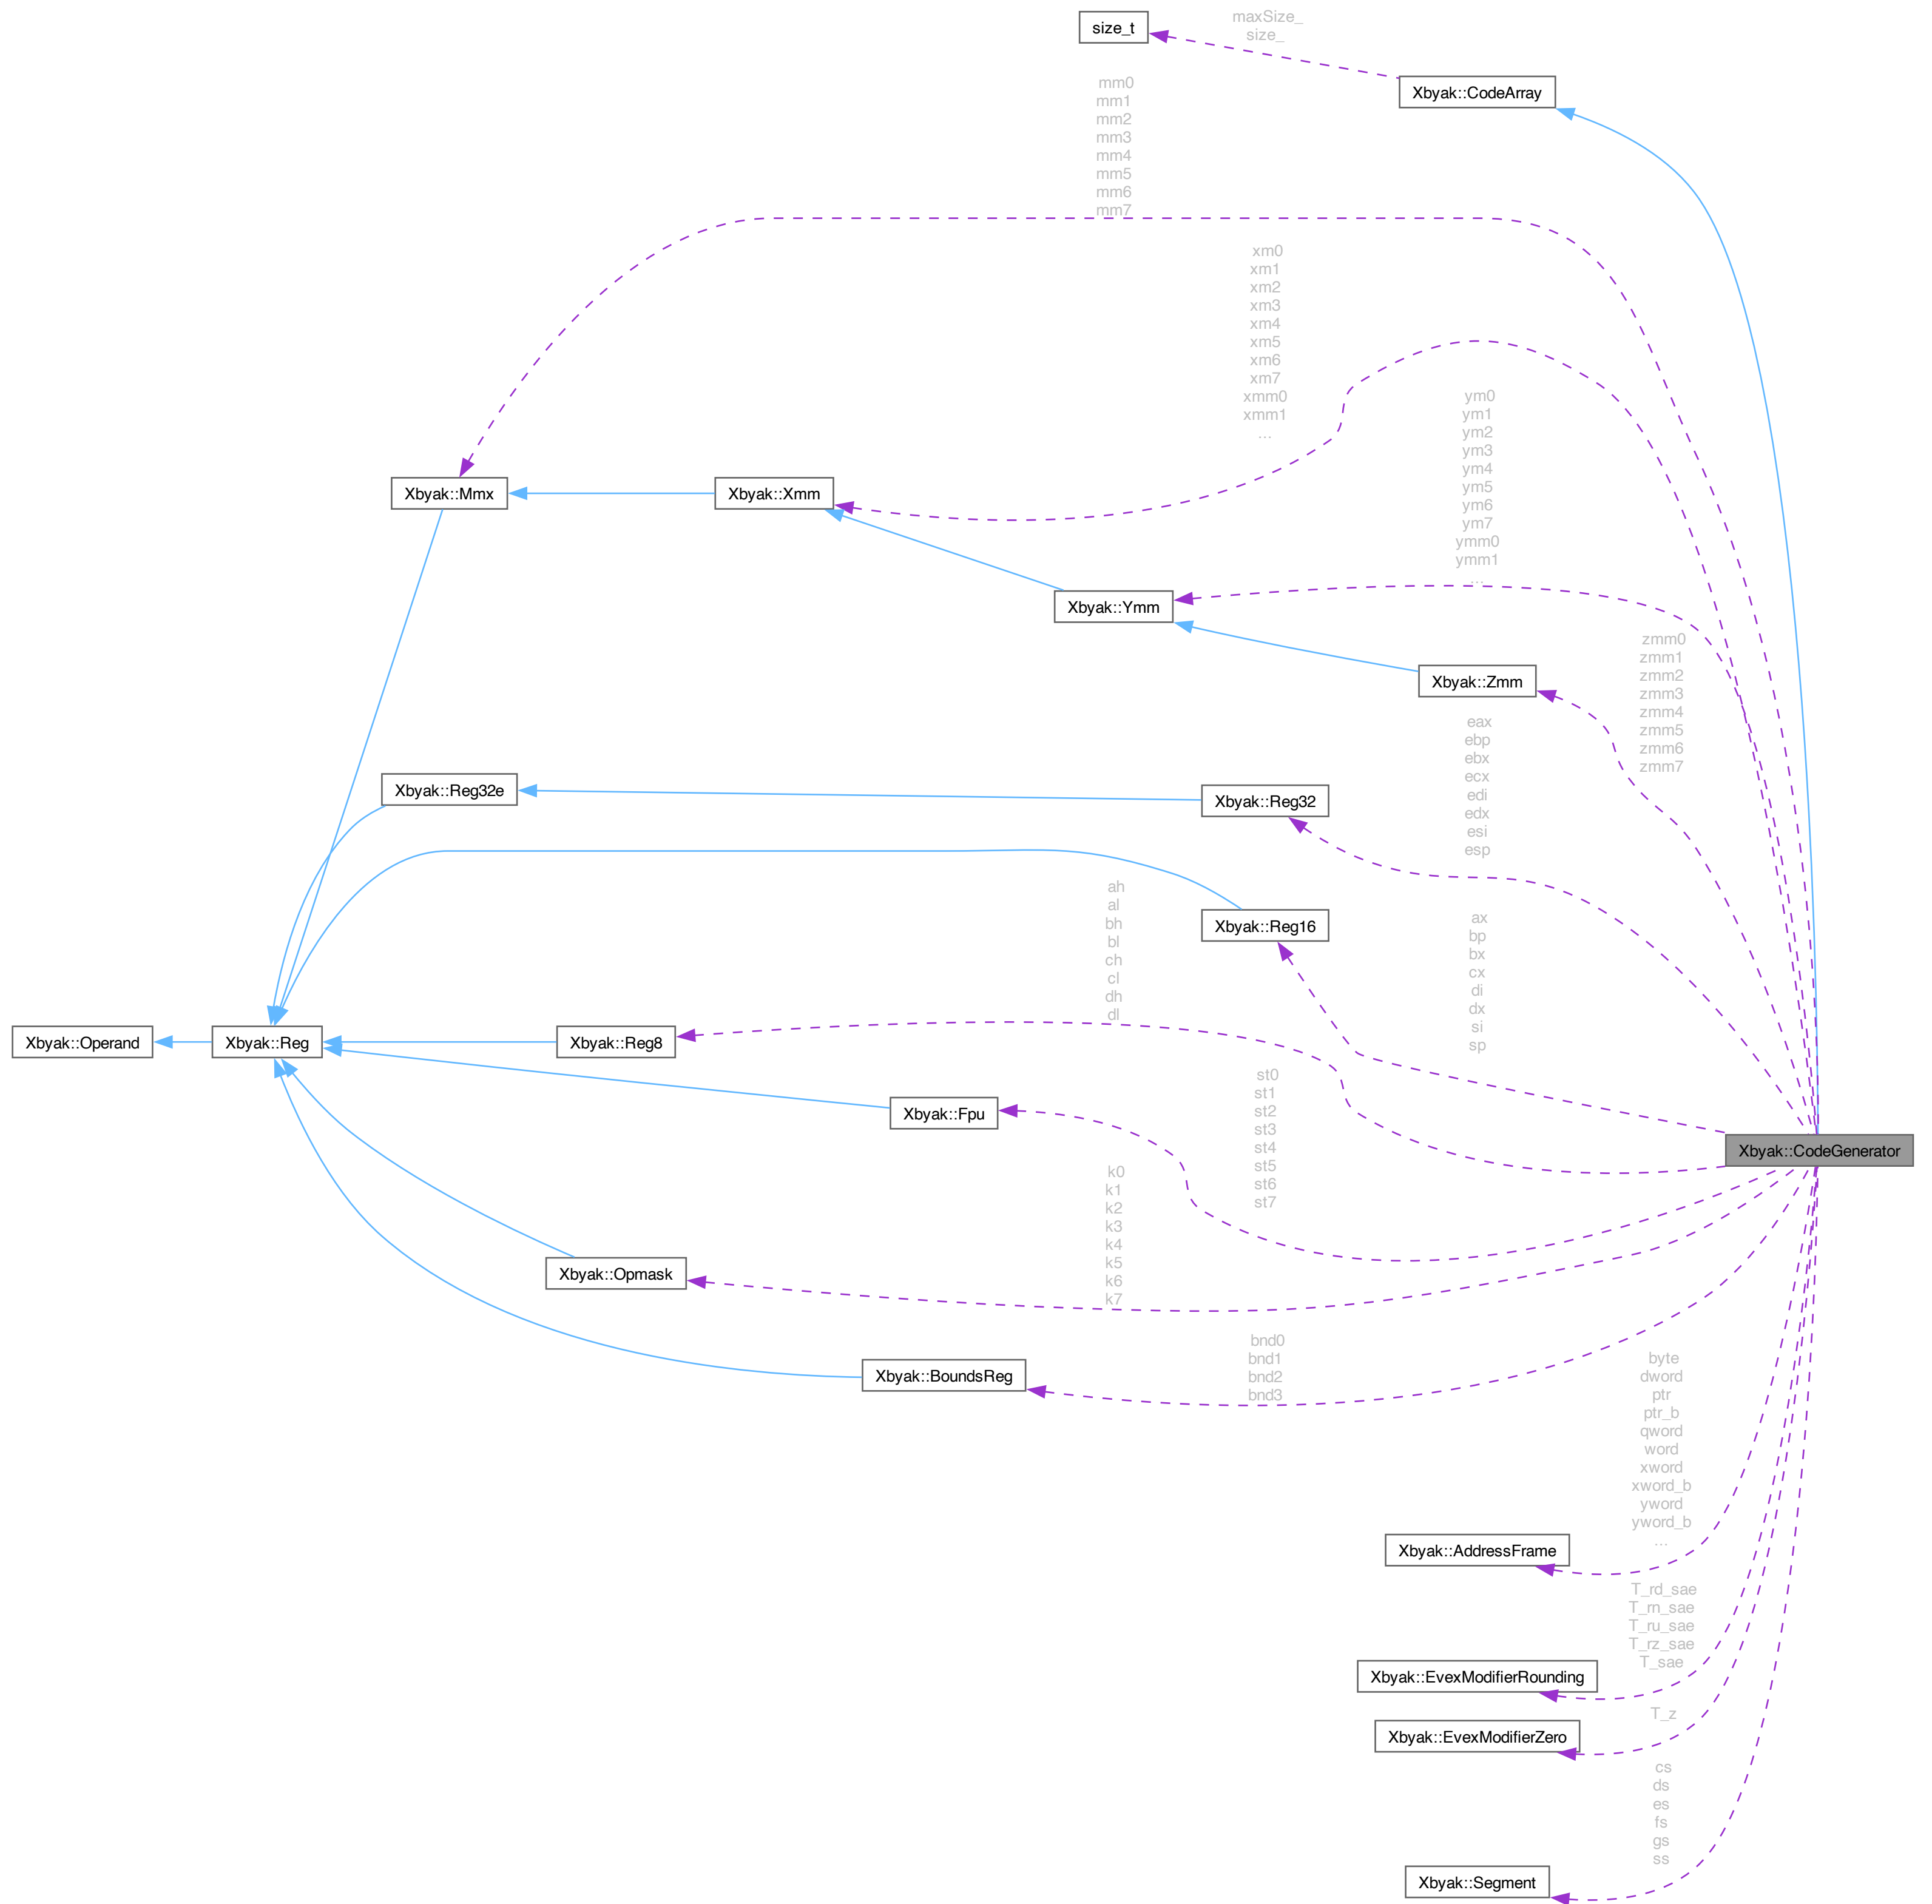 size_t
maxSize_
size_
Xbyak::CodeArray
mm0
mm1
mm2
mm3
mm4
mm5
mm6
mm7
xm0
xm1
xm2
xm3
xm4
xm5
xm6
xm7
xmm0
xmm1
...
ym0
ym1
ym2
ym3
ym4
ym5
ym6
ym7
ymm0
ymm1
...
Xbyak::Mmx
Xbyak::Xmm
Xbyak::Ymm
Xbyak::Zmm
zmm0
zmm1
zmm2
zmm3
zmm4
zmm5
zmm6
zmm7
eax
ebp
ebx
ecx
edi
edx
esi
esp
Xbyak::Reg32e
Xbyak::Reg32
ah
al
bh
bl
ch
cl
dh
dl
Xbyak::Reg16
ax
bp
bx
cx
di
dx
si
sp
Xbyak::Operand
Xbyak::Reg
Xbyak::Reg8
Xbyak::Fpu
st0
st1
st2
st3
st4
st5
st6
st7
Xbyak::CodeGenerator
k0
k1
k2
k3
k4
k5
k6
k7
Xbyak::Opmask
Xbyak::BoundsReg
bnd0
bnd1
bnd2
bnd3
byte
dword
ptr
ptr_b
qword
word
xword
xword_b
yword
yword_b
...
Xbyak::AddressFrame
T_rd_sae
T_rn_sae
T_ru_sae
T_rz_sae
T_sae
Xbyak::EvexModifierRounding
T_z
Xbyak::EvexModifierZero
cs
ds
es
fs
gs
ss
Xbyak::Segment